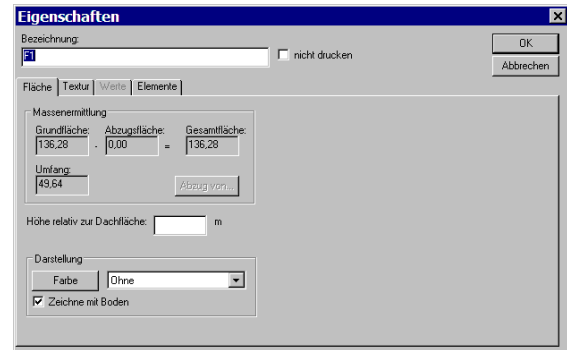 Eigenschaften
Bezeichnung:
F1
nicht drucken
OK
Abbrechen
Fläche Textur Werte Elemente
Massenermittlung
Grundfläche: Abzugsfläche: Gesamtfläche:
136,28 - 0,00 = 136,28
Umfang:
49,64
Abzug von...
Höhe relativ zur Dachfläche: m
Darstellung
Farbe Ohne
Zeichne mit Boden